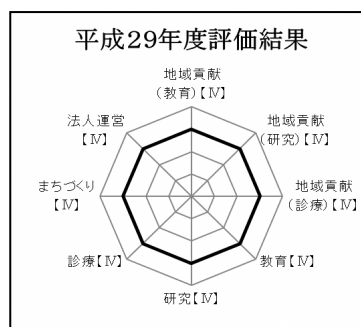 平成29年度評価結果
地域貢献
(教育)【Ⅳ】
地域貢献
(研究)【Ⅳ】
地域貢献
(診療)【Ⅳ】
教育【Ⅳ】
研究【Ⅳ】
診療【Ⅳ】
まちづくり
【Ⅳ】
法人運営
【Ⅳ】